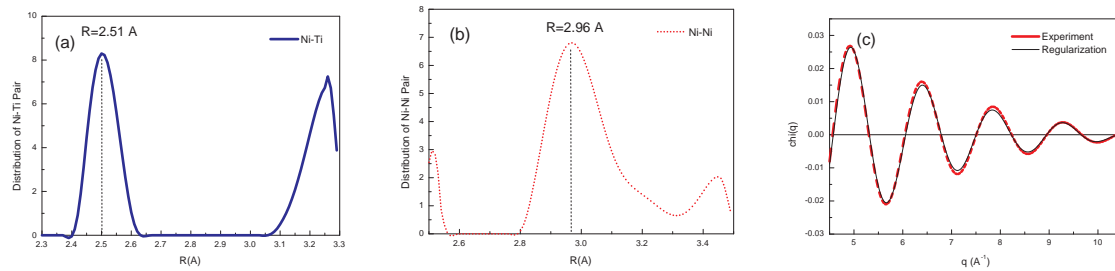 (a)
R=2.51 A
Ni-Ti
Distribution of Ni-Ti Pair
10
8
6
4
2
0
2.3 2.4 2.5 2.6 2.7 2.8 2.9 3.0 3.1 3.2 3.3
R(A)
(b)
R=2.96 A
Ni-Ni
Distribution of Ni-Ni Pair
8
7
6
5
4
3
2
1
0
2.6 2.8 3.0 3.2 3.4
R(A)
(c)
Experiment
Regularization
chi(q)
0.03
0.02
0.01
0.00
-0.01
-0.02
-0.03
5 6 7 8 9 10
q (A⁻¹)